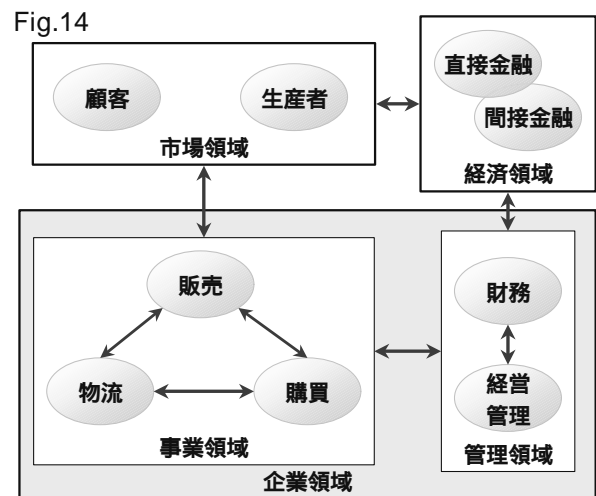 Fig.14
顧客
生産者
市場領域
直接金融
間接金融
経済領域
販売
物流
購買
事業領域
財務
経営
管理
管理領域
企業領域